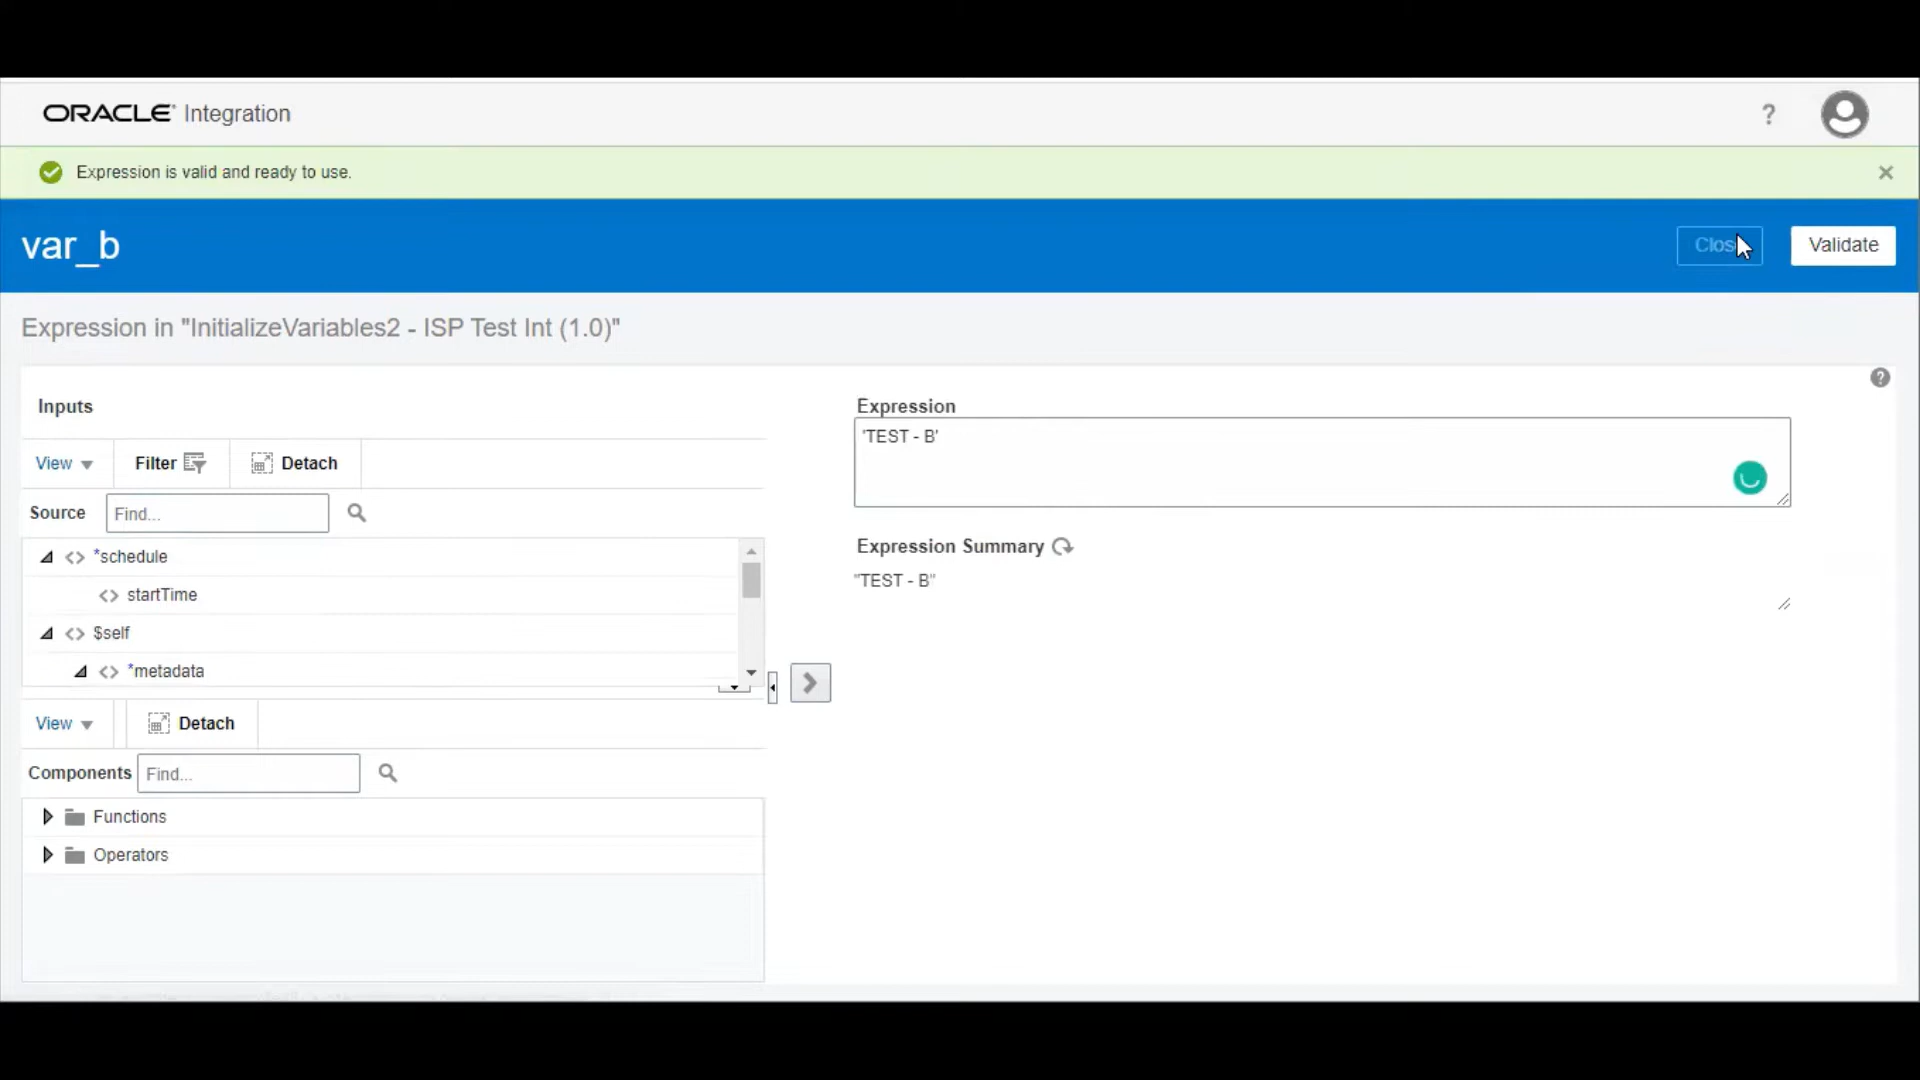 ORACLE Integration
?
Expression is valid and ready to use.
var_b
Validate
Expression in "InitializeVariables2 - ISP Test Int (1.0)"
Inputs
View
Filter
Detach
Source
Find...
<> *schedule
<> startTime
<> $self
<> *metadata
View
Detach
Components
Find...
Functions
Operators
Expression
'TEST - B'
Expression Summary
"TEST - B"